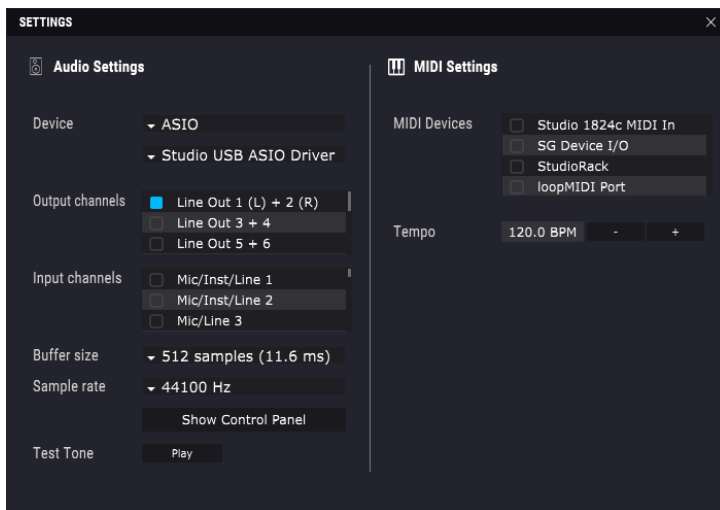 SETTINGS
Audio Settings
Device
ASIO
Studio USB ASIO Driver
Output channels
Line Out 1 (L) + 2 (R)
Line Out 3 + 4
Line Out 5 + 6
Input channels
Mic/Inst/Line 1
Mic/Inst/Line 2
Mic/Line 3
Buffer size
512 samples (11.6 ms)
Sample rate
44100 Hz
Show Control Panel
Test Tone
Play
MIDI Settings
MIDI Devices
Studio 1824c MIDI In
SG Device I/O
StudioRack
loopMIDI Port
Tempo
120.0 BPM - +